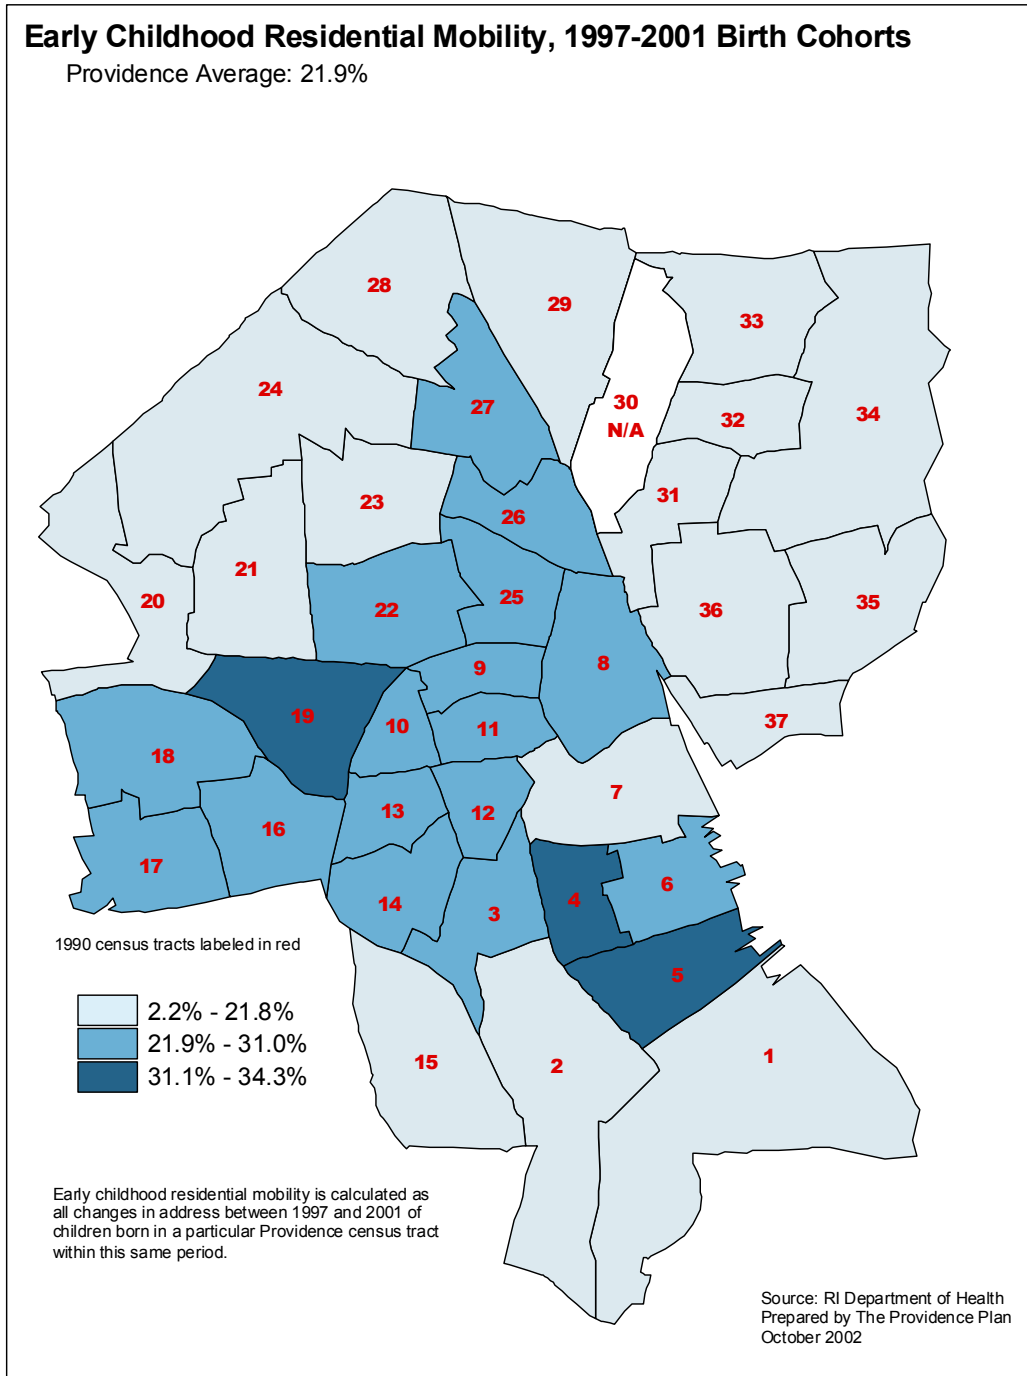 Early Childhood Residential Mobility, 1997-2001 Birth Cohorts
Providence Average: 21.9%
28
29
33
24
27
30
N/A
32
34
23
26
31
21
20
22
25
36
35
9
8
19
10
11
37
18
7
13
12
16
17
14
3
4
6
5
15
2
1
1990 census tracts labeled in red
2.2% - 21.8%
21.9% - 31.0%
31.1% - 34.3%
Early childhood residential mobility is calculated as
all changes in address between 1997 and 2001 of
children born in a particular Providence census tract
within this same period.
Source: RI Department of Health
Prepared by The Providence Plan
October 2002